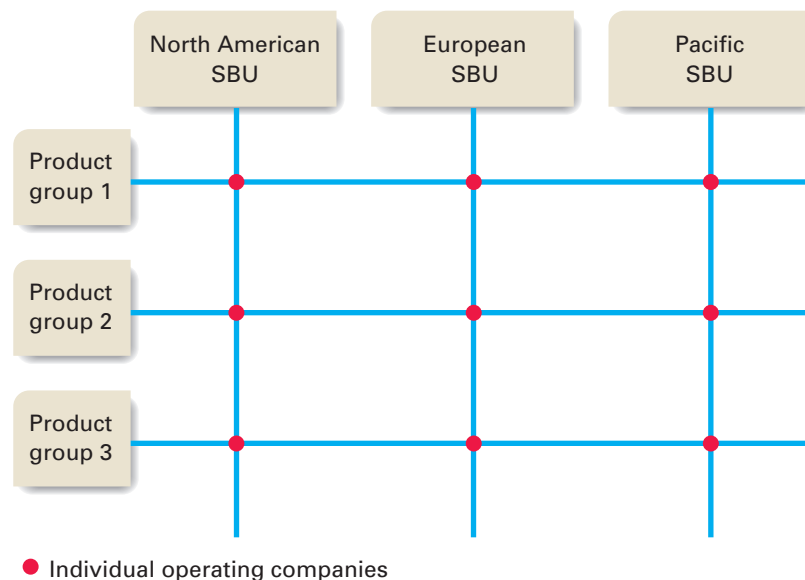 North American
SBU
European
SBU
Pacific
SBU
Product
group 1
Product
group 2
Product
group 3
Individual operating companies